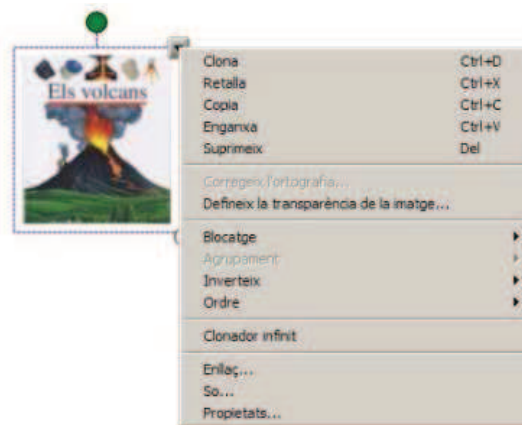 Els volcans
Clona Ctrl+D
Retalla Ctrl+X
Copia Ctrl+C
Enganxa Ctrl+V
Suprimeix Del
Corregeix l'ortografia...
Defineix la transparència de la imatge...
Blocatge
Agrupament
Inverteix
Ordre
Clonador infinit
Enllaç...
So...
Propietats...